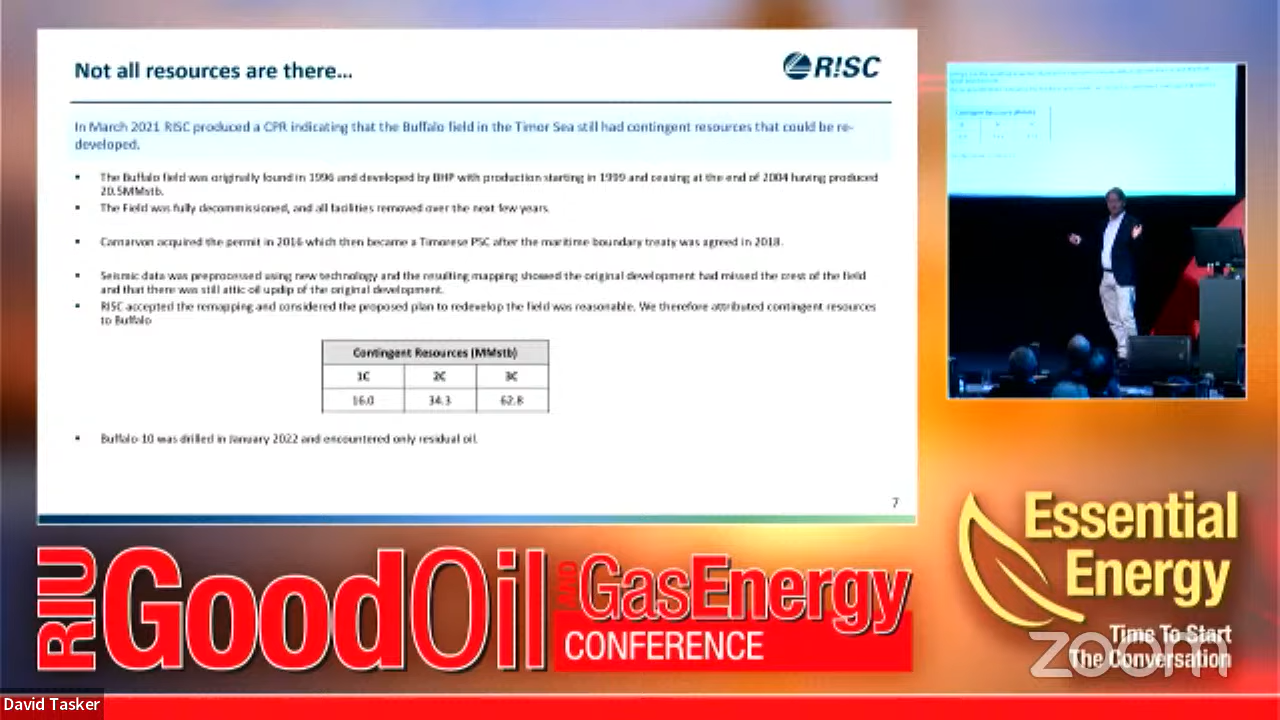 Not all resources are there...
R!SC
In March 2021 RISC produced a CPR indicating that the Buffalo field in the Timor Sea still had contingent resources that could be re-
developed.
▪ The Buffalo field was originally found in 1996 and developed by BHP with production starting in 1999 and ceasing at the end of 2004 having produced
20.5MMstb.
▪ The Field was fully decommissioned, and all facilities removed over the next few years.
▪ Carnarvon acquired the permit in 2016 which then became a Timorese PSC after the maritime boundary treaty was agreed in 2018.
▪ Seismic data was preprocessed using new technology and the resulting mapping showed the original development had missed the crest of the field
and that there was still attic oil updip of the original development.
▪ RISC accepted the remapping and considered the proposed plan to redevelop the field was reasonable. We therefore attributed contingent resources
to Buffalo
Contingent Resources (MMstb)
1C 2C 3C
16.0 34.3 62.8
▪ Buffalo 10 was drilled in January 2022 and encountered only residual oil.
7
Contingent Resources (MMstb)
RIU GoodOil AND GasEnergy
CONFERENCE
Essential
Energy
Time To Start
The Conversation
zoom
David Tasker